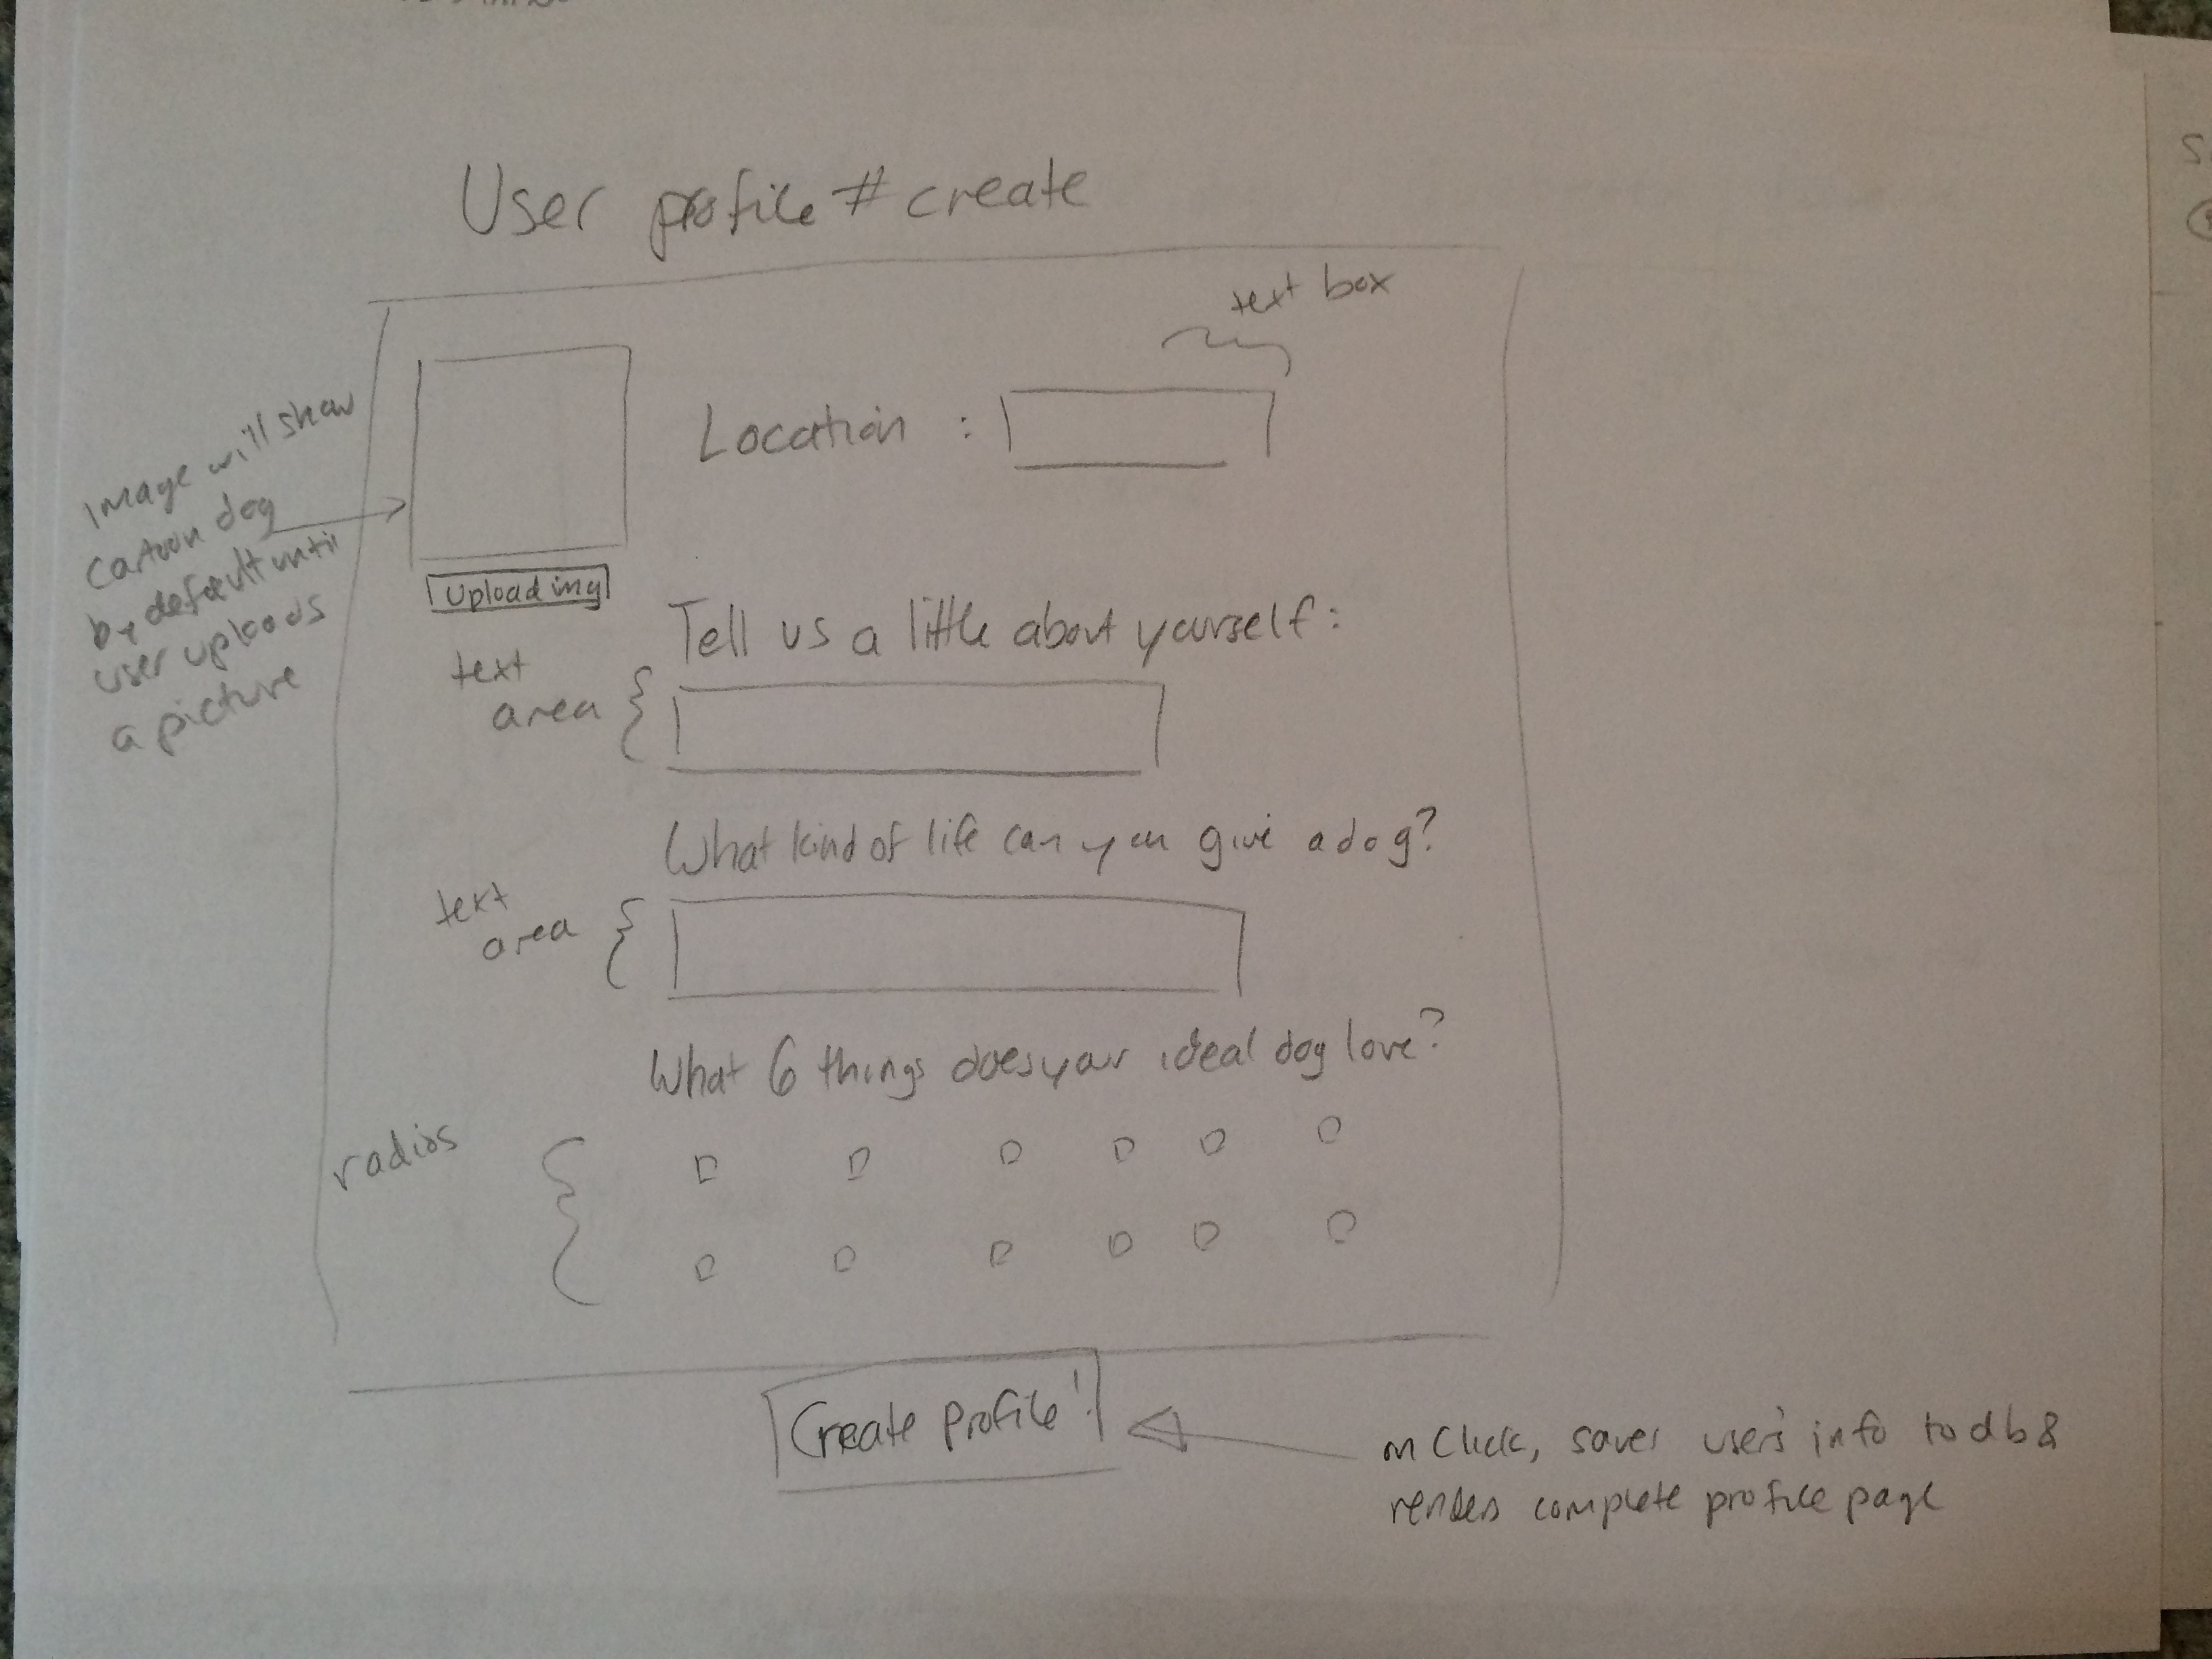 User profile #create
text box
Location :
Image will show
cartoon dog
by default until
user uploads
a picture
Upload img
Tell us a little about yourself:
text
area
What kind of life can you give a dog?
text
area
What 6 things does your ideal dog love?
radios
Create profile!
on Click, saves user's info to db &
renders complete profile page
S